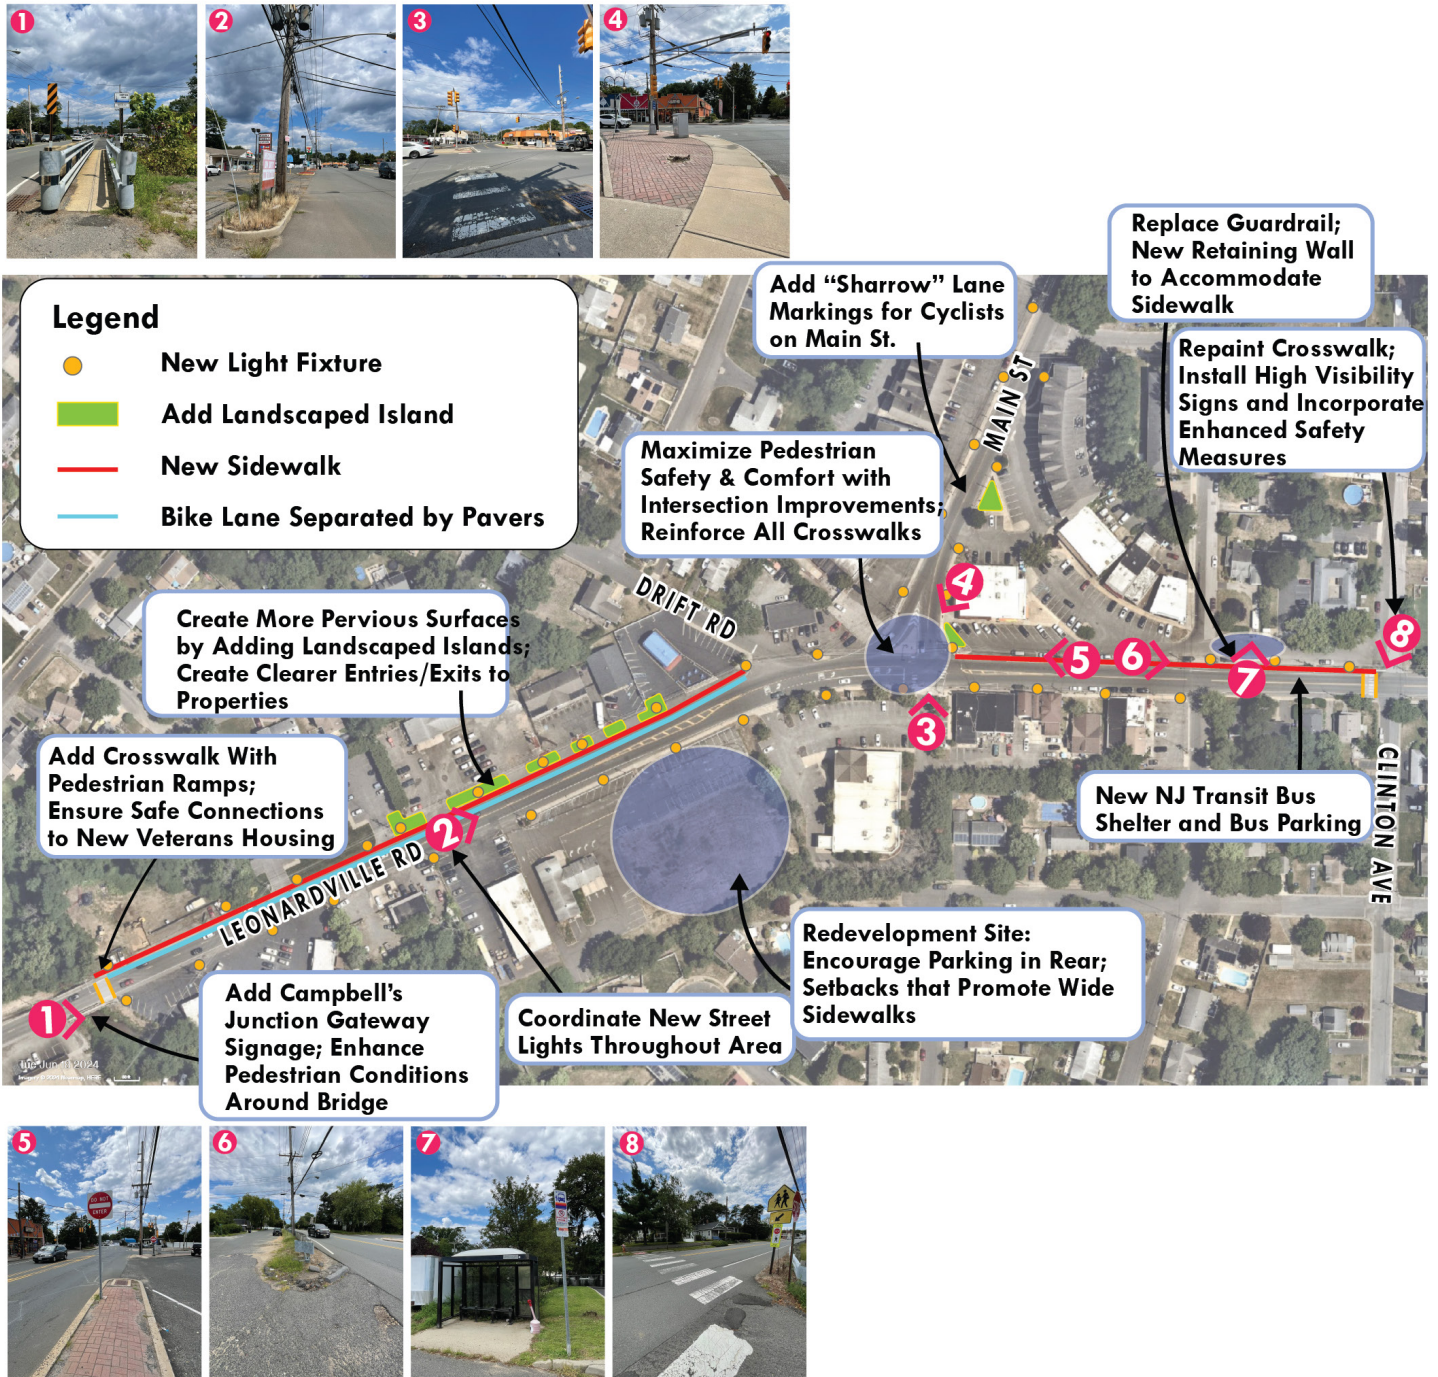 1
2
3
4
Replace Guardrail;
New Retaining Wall
to Accommodate
Sidewalk
Add “Sharrow” Lane
Markings for Cyclists
on Main St.
Legend
New Light Fixture
Add Landscaped Island
New Sidewalk
Bike Lane Separated by Pavers
Repaint Crosswalk;
Install High Visibility
Signs and Incorporate
Enhanced Safety
Measures
MAIN ST
Maximize Pedestrian
Safety & Comfort with
Intersection Improvements;
Reinforce All Crosswalks
DRIFT RD
4
Create More Pervious Surfaces
by Adding Landscaped Islands;
Create Clearer Entries/Exits to
Properties
8
5
6
7
3
Add Crosswalk With
Pedestrian Ramps;
Ensure Safe Connections
to New Veterans Housing
CLINTON AVE
New NJ Transit Bus
Shelter and Bus Parking
2
LEONARDVILLE RD
Redevelopment Site:
Encourage Parking in Rear;
Setbacks that Promote Wide
Sidewalks
1
Add Campbell’s
Junction Gateway
Signage; Enhance
Pedestrian Conditions
Around Bridge
Coordinate New Street
Lights Throughout Area
5
6
7
8
DO NOT
ENTER